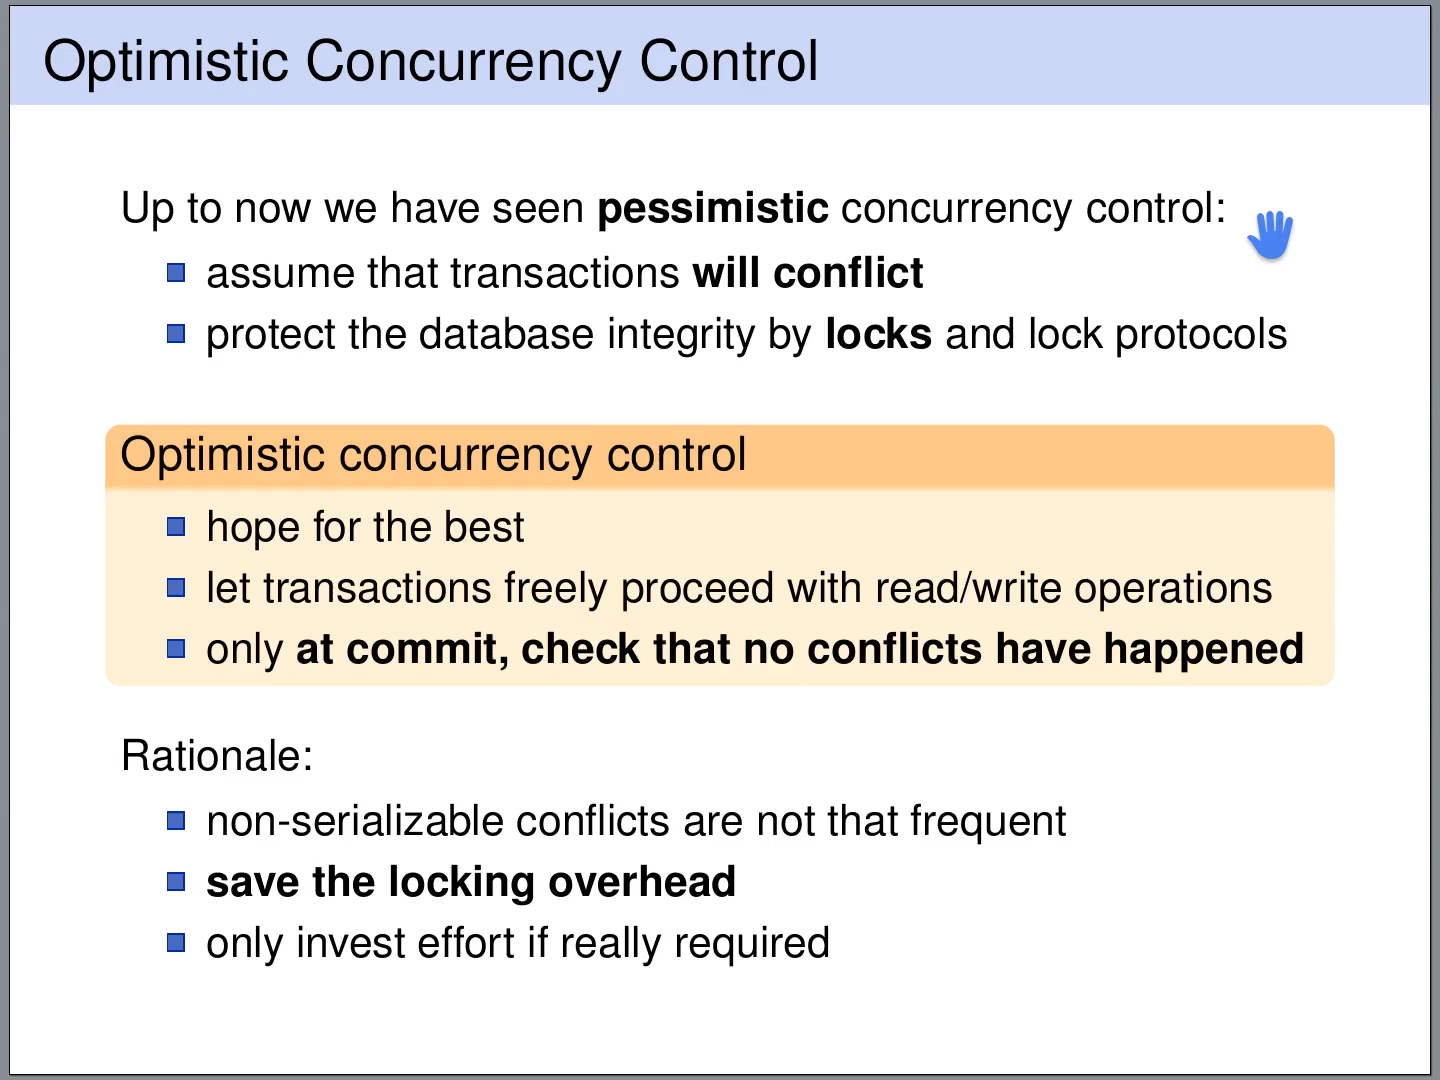 Optimistic Concurrency Control
Up to now we have seen pessimistic concurrency control:
assume that transactions will conflict
protect the database integrity by locks and lock protocols
Optimistic concurrency control
hope for the best
let transactions freely proceed with read/write operations
only at commit, check that no conflicts have happened
Rationale:
non-serializable conflicts are not that frequent
save the locking overhead
only invest effort if really required